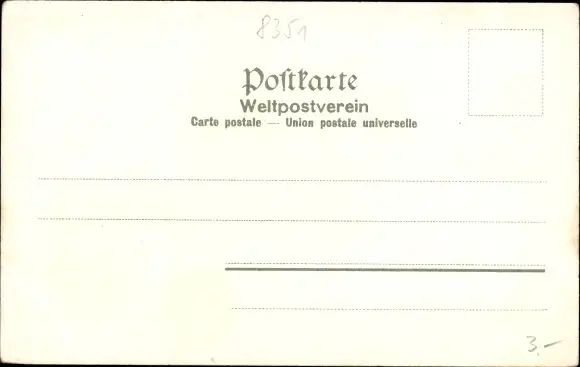 8351
Poſtkarte
Weltpostverein
Carte postale — Union postale universelle
3.-